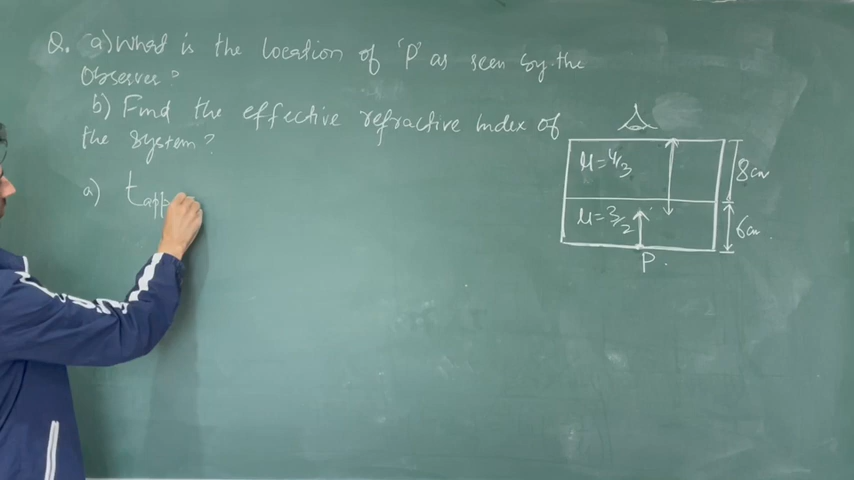 Q. a) What is the location of 'P' as seen by the
Observer?
b) Find the effective refractive index of
the system?
a) tapp
μ = 4/3
8cm
μ = 3/2
6cm
P